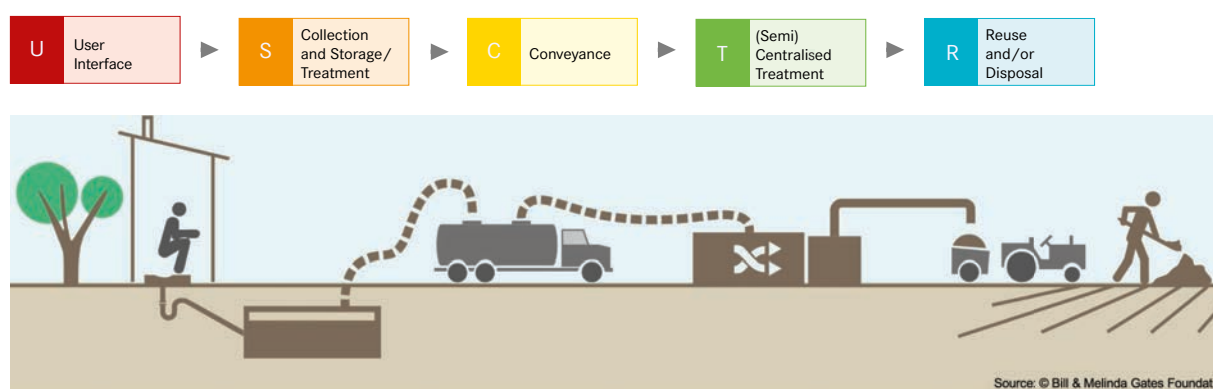 U
User
Interface
S
Collection
and Storage/
Treatment
C
Conveyance
T
(Semi)
Centralised
Treatment
R
Reuse
and/or
Disposal
Source: © Bill & Melinda Gates Foundat